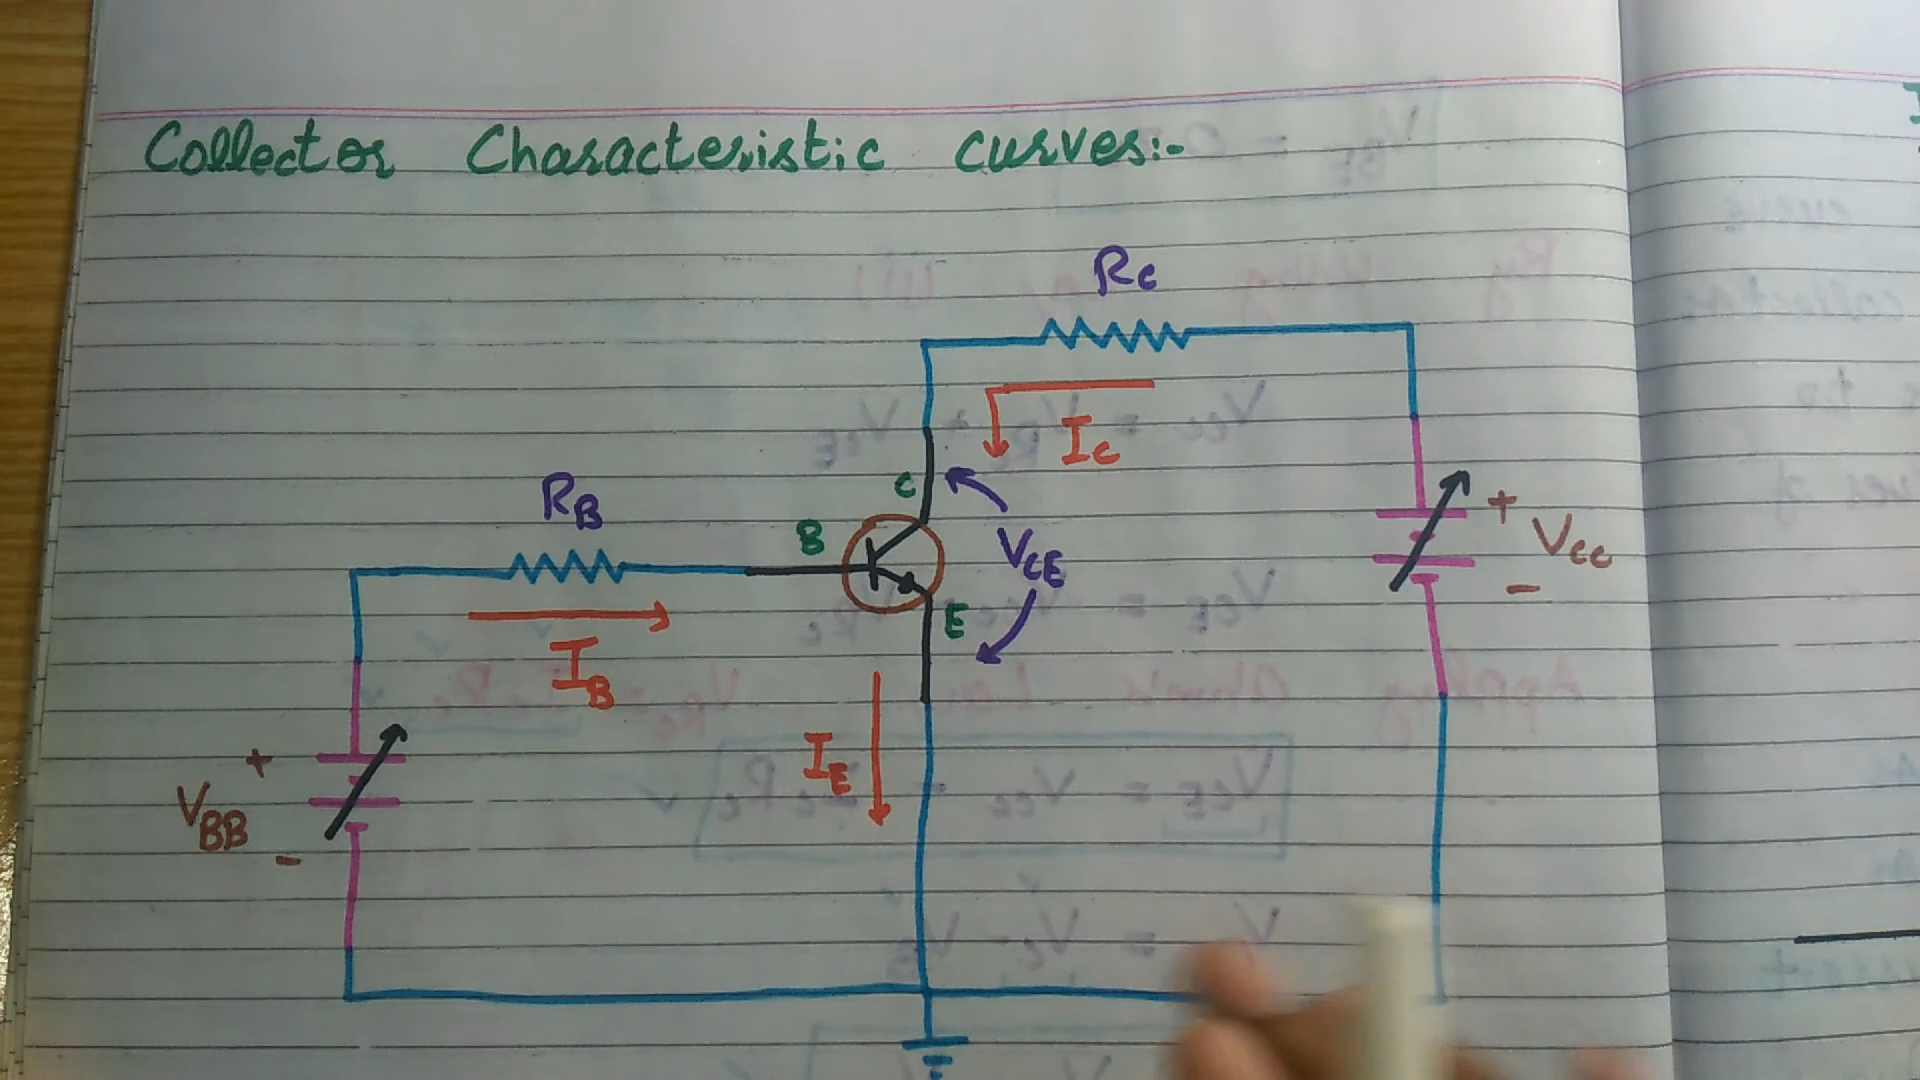 Collector Characteristic curves:-
RC
IC
C
RB
B
VCE
+
VCC
-
E
IB
IE
+
VBB
-